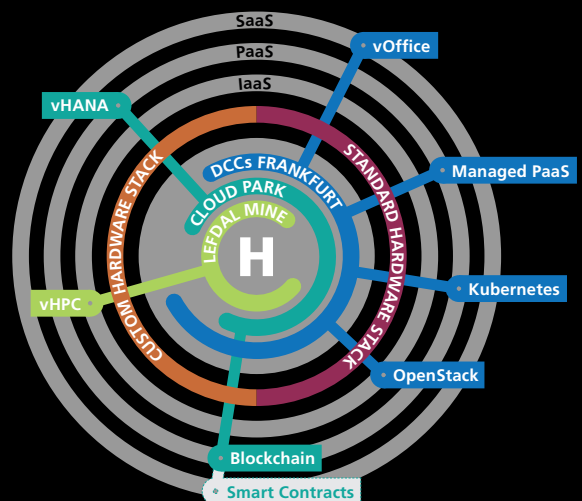 SaaS
PaaS
IaaS
vOffice
vHANA
Managed PaaS
CUSTOM HARDWARE STACK
STANDARD HARDWARE STACK
DCCs FRANKFURT
CLOUD PARK
LEFDAL MINE
H
vHPC
Kubernetes
OpenStack
Blockchain
Smart Contracts